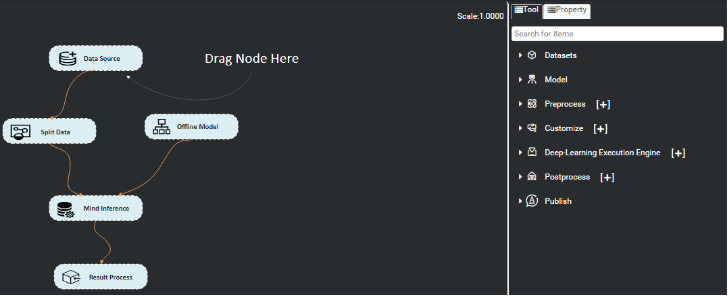 Scale:1.0000
Data Source
Drag Node Here
Split Data
Offline Model
Mind Inference
Result Process
Tool
Property
Search for items
Datasets
Model
Preprocess [+]
Customize [+]
Deep-Learning Execution Engine [+]
Postprocess [+]
Publish